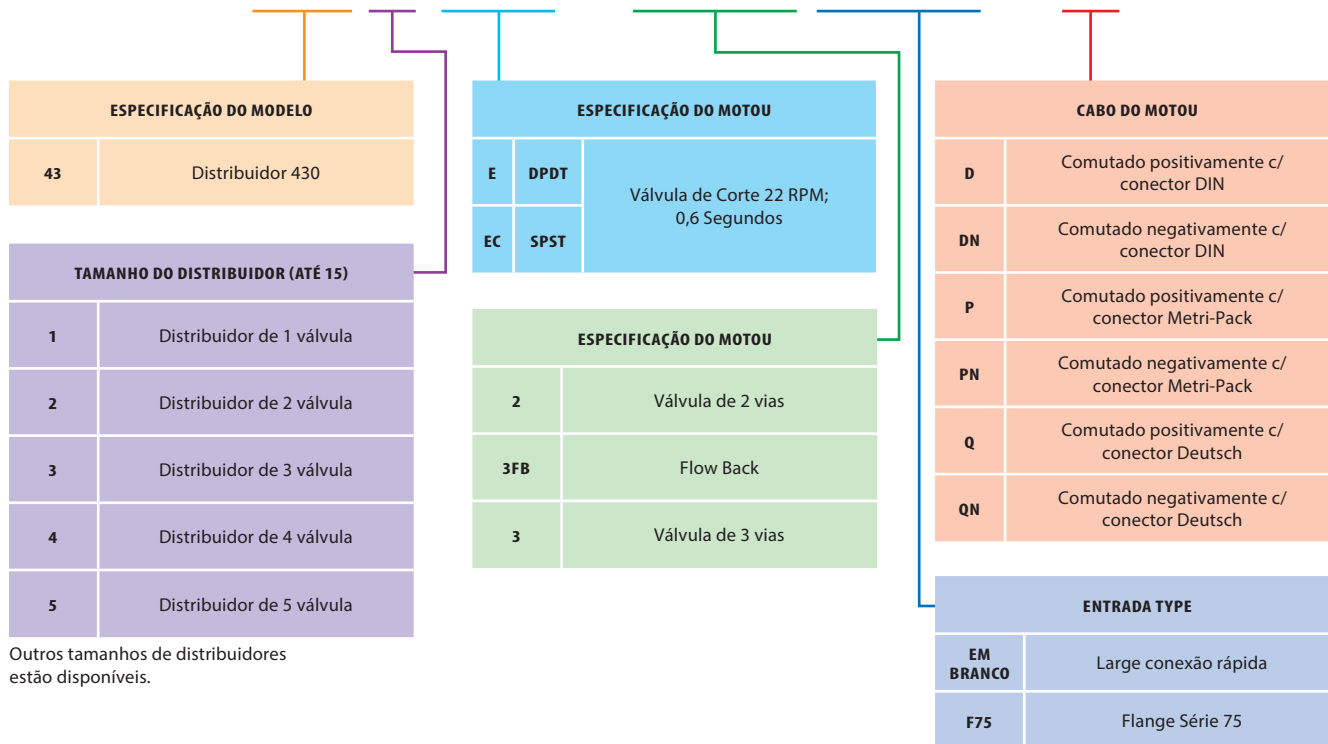 ESPECIFICAÇÃO DO MODELO
43
Distribuidor 430
TAMANHO DO DISTRIBUIDOR (ATÉ 15)
1
Distribuidor de 1 válvula
2
Distribuidor de 2 válvula
3
Distribuidor de 3 válvula
4
Distribuidor de 4 válvula
5
Distribuidor de 5 válvula
Outros tamanhos de distribuidores
estão disponíveis.
ESPECIFICAÇÃO DO MOTOU
E
DPDT
EC
SPST
Válvula de Corte 22 RPM;
0,6 Segundos
ESPECIFICAÇÃO DO MOTOU
2
Válvula de 2 vias
3FB
Flow Back
3
Válvula de 3 vias
CABO DO MOTOU
D
Comutado positivamente c/
conector DIN
DN
Comutado negativamente c/
conector DIN
P
Comutado positivamente c/
conector Metri-Pack
PN
Comutado negativamente c/
conector Metri-Pack
Q
Comutado positivamente c/
conector Deutsch
QN
Comutado negativamente c/
conector Deutsch
ENTRADA TYPE
EM
BRANCO
Large conexão rápida
F75
Flange Série 75